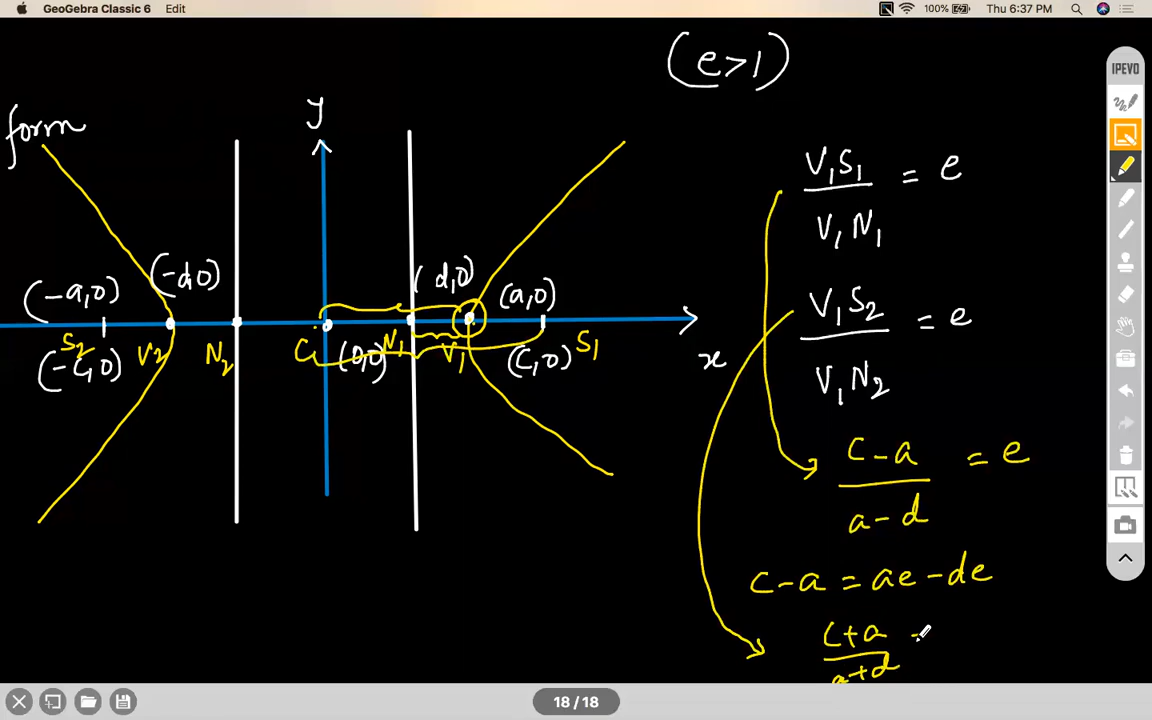 GeoGebra Classic 6 Edit 100% Thu 6:37 PM
(e>1)
IPEVO
form
y
V₁S₁ / V₁N₁ = e
(-a,0) (-d,0) (d,0) (a,0)
V₁S₂ / V₁N₂ = e
S₂ V₂ N₂ C (0,0) N₁ V₁ (C,0) S₁
(-C,0)
x
c-a / a-d = e
c-a = ae-de
c+a / a+d
18 / 18